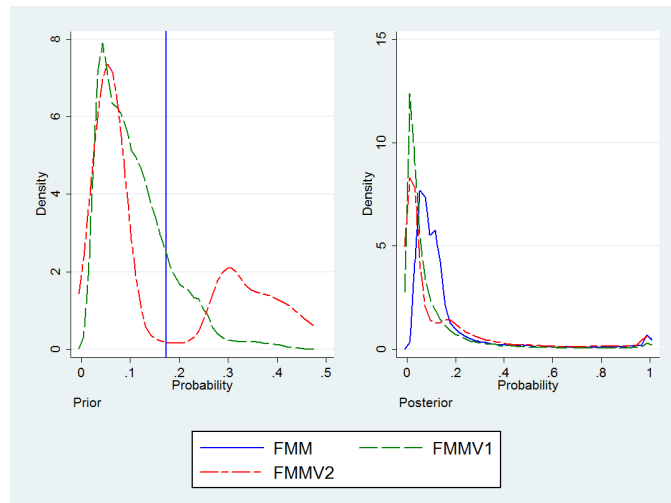 8
6
4
2
0
Density
0
.1
.2
.3
.4
.5
Probability
Prior
15
10
5
0
Density
0
.2
.4
.6
.8
1
Probability
Posterior
FMM
FMMV1
FMMV2